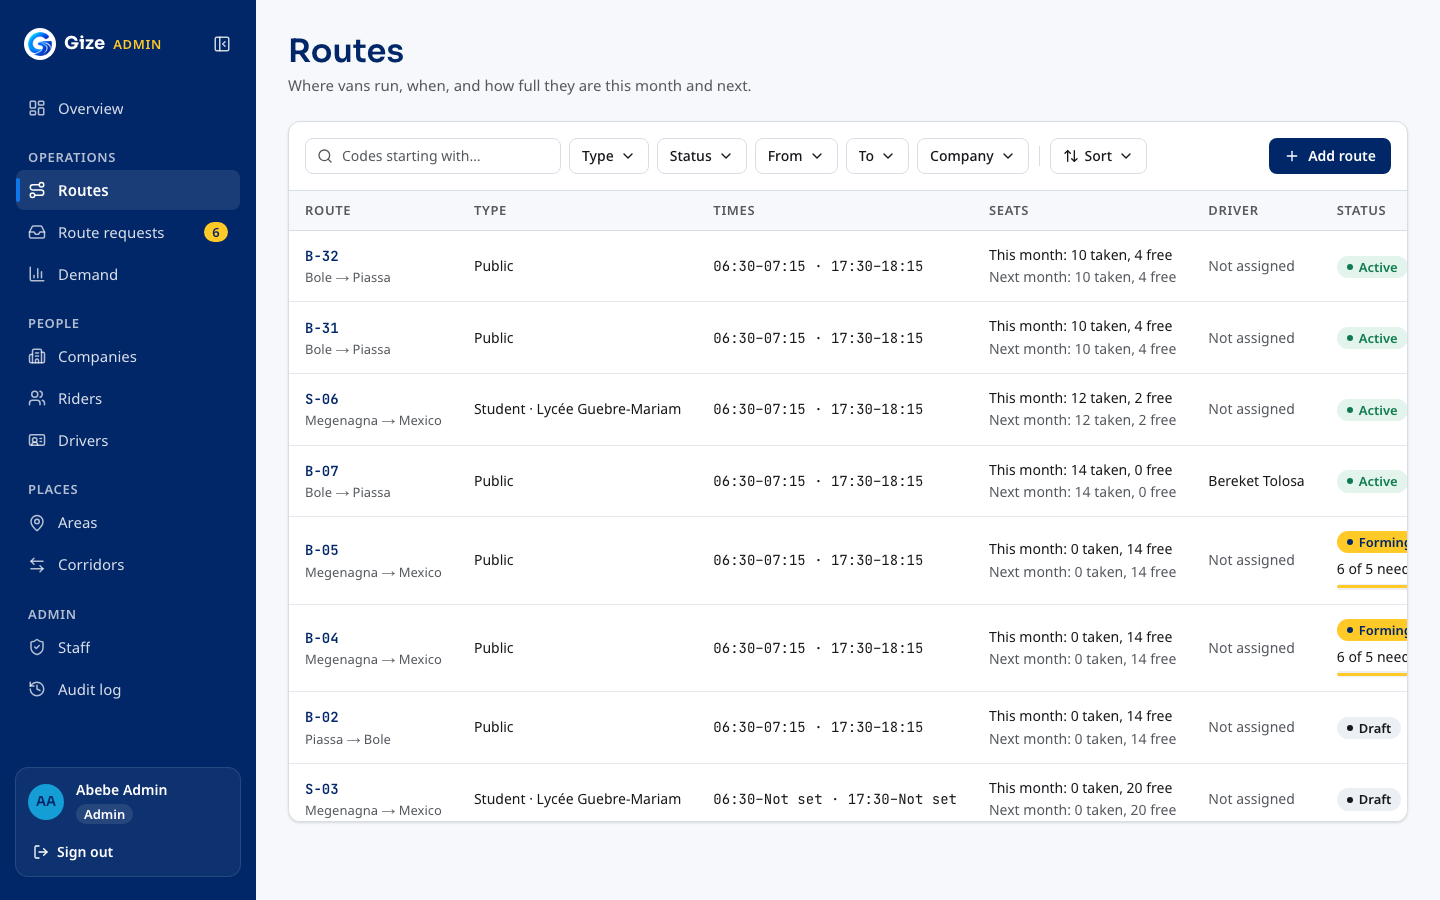 Gize ADMIN
Overview
OPERATIONS
Routes
Route requests 6
Demand
PEOPLE
Companies
Riders
Drivers
PLACES
Areas
Corridors
ADMIN
Staff
Audit log
AA
Abebe Admin
Admin
Sign out
Routes
Where vans run, when, and how full they are this month and next.
Codes starting with... Type Status From To Company Sort Add route
ROUTE TYPE TIMES SEATS DRIVER STATUS
B-32
Bole → Piassa
Public
06:30–07:15 · 17:30–18:15
This month: 10 taken, 4 free
Next month: 10 taken, 4 free
Not assigned
Active
B-31
Bole → Piassa
Public
06:30–07:15 · 17:30–18:15
This month: 10 taken, 4 free
Next month: 10 taken, 4 free
Not assigned
Active
S-06
Megenagna → Mexico
Student · Lycée Guebre-Mariam
06:30–07:15 · 17:30–18:15
This month: 12 taken, 2 free
Next month: 12 taken, 2 free
Not assigned
Active
B-07
Bole → Piassa
Public
06:30–07:15 · 17:30–18:15
This month: 14 taken, 0 free
Next month: 14 taken, 0 free
Bereket Tolosa
Active
B-05
Megenagna → Mexico
Public
06:30–07:15 · 17:30–18:15
This month: 0 taken, 14 free
Next month: 0 taken, 14 free
Not assigned
Forming
6 of 5 need
B-04
Megenagna → Mexico
Public
06:30–07:15 · 17:30–18:15
This month: 0 taken, 14 free
Next month: 0 taken, 14 free
Not assigned
Forming
6 of 5 need
B-02
Piassa → Bole
Public
06:30–07:15 · 17:30–18:15
This month: 0 taken, 14 free
Next month: 0 taken, 14 free
Not assigned
Draft
S-03
Megenagna → Mexico
Student · Lycée Guebre-Mariam
06:30–Not set · 17:30–Not set
This month: 0 taken, 20 free
Next month: 0 taken, 20 free
Not assigned
Draft